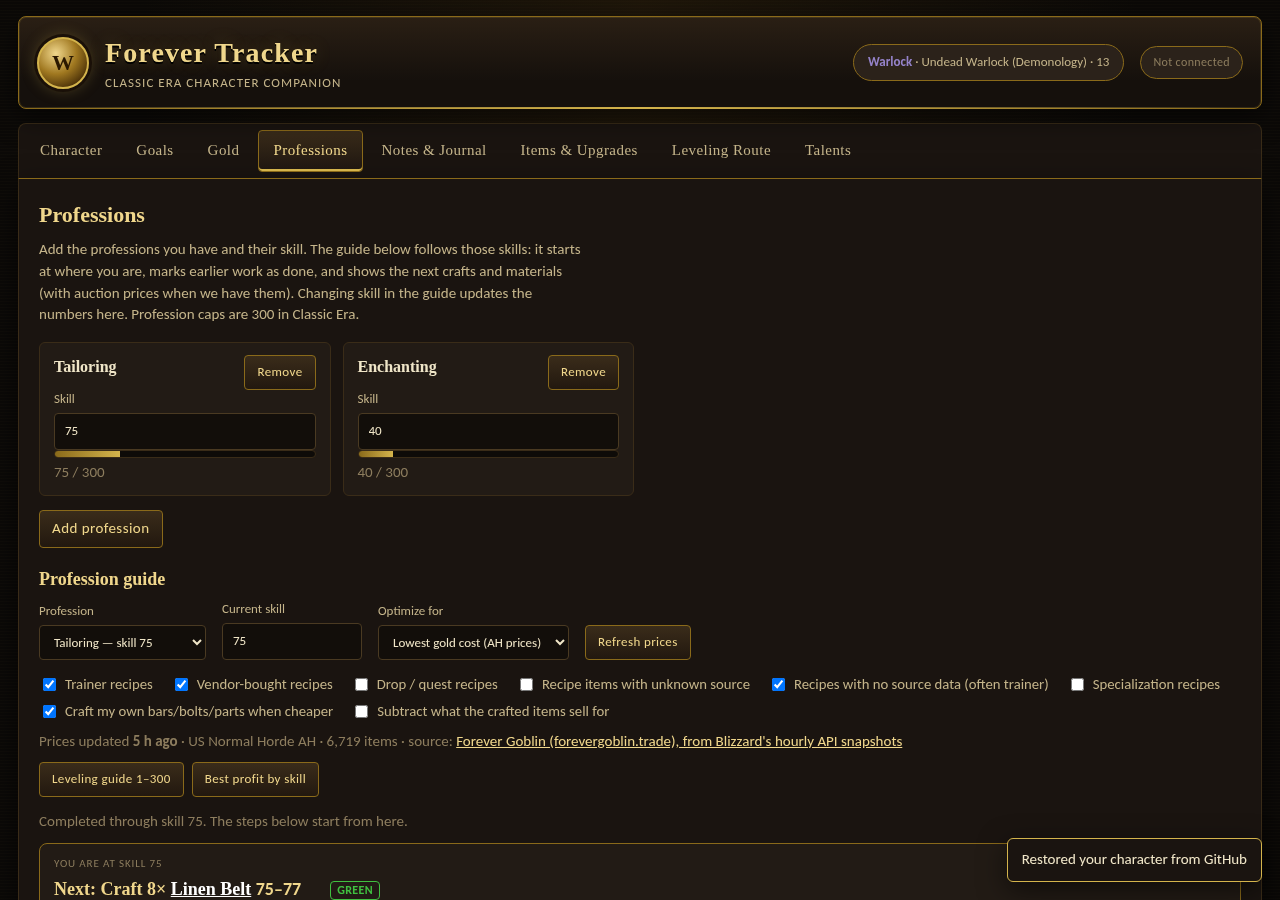 W
Forever Tracker
CLASSIC ERA CHARACTER COMPANION
Warlock · Undead Warlock (Demonology) · 13
Not connected
Character Goals Gold Professions Notes & Journal Items & Upgrades Leveling Route Talents
Professions
Add the professions you have and their skill. The guide below follows those skills: it starts
at where you are, marks earlier work as done, and shows the next crafts and materials
(with auction prices when we have them). Changing skill in the guide updates the
numbers here. Profession caps are 300 in Classic Era.
Tailoring Remove
Skill
75
75 / 300
Enchanting Remove
Skill
40
40 / 300
Add profession
Profession guide
Profession Current skill Optimize for
Tailoring — skill 75 75 Lowest gold cost (AH prices) Refresh prices
Trainer recipes Vendor-bought recipes Drop / quest recipes Recipe items with unknown source Recipes with no source data (often trainer) Specialization recipes
Craft my own bars/bolts/parts when cheaper Subtract what the crafted items sell for
Prices updated 5 h ago · US Normal Horde AH · 6,719 items · source: Forever Goblin (forevergoblin.trade), from Blizzard's hourly API snapshots
Leveling guide 1–300 Best profit by skill
Completed through skill 75. The steps below start from here.
YOU ARE AT SKILL 75
Next: Craft 8× Linen Belt 75–77 GREEN
Restored your character from GitHub